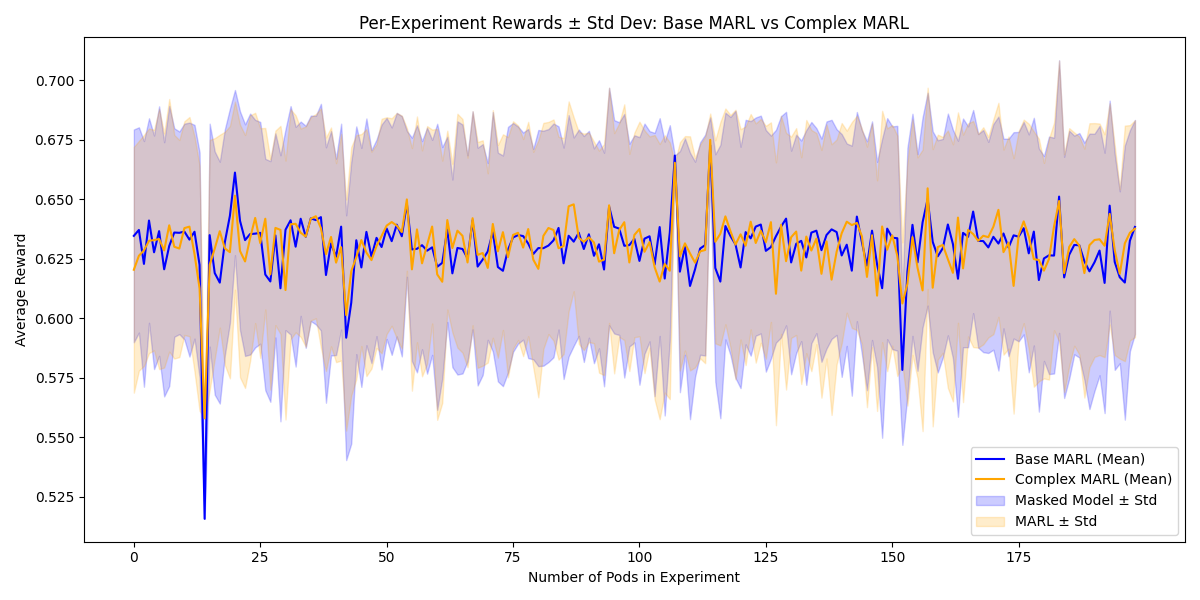 Per-Experiment Rewards ± Std Dev: Base MARL vs Complex MARL
Average Reward
0.700
0.675
0.650
0.625
0.600
0.575
0.550
0.525
0 25 50 75 100 125 150 175
Number of Pods in Experiment
Base MARL (Mean)
Complex MARL (Mean)
Masked Model ± Std
MARL ± Std